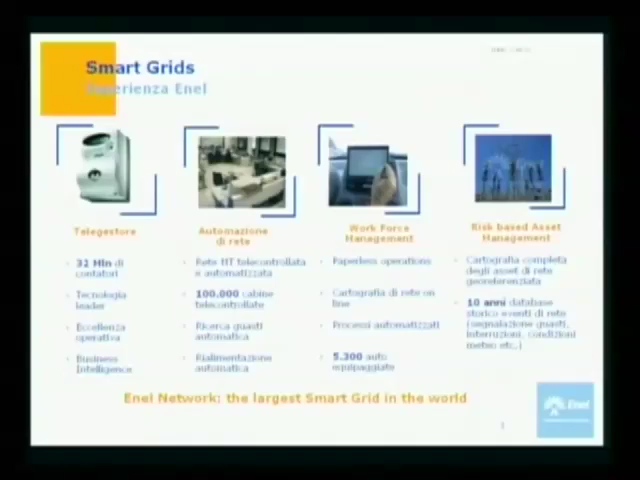 Smart Grids
Esperienza Enel
Telegestore
32 Mln di
contatori
Tecnologia
leader
Eccellenza
operativa
Business
Intelligence
Automazione
di rete
Rete MT telecontrollata
e automatizzata
100.000 cabine
telecontrollate
Ricerca guasti
automatica
Rialimentazione
automatica
Work Force
Management
Paperless operations
Cartografia di rete on
line
Processi automatizzati
5.300 auto
equipaggiate
Risk based Asset
Management
Cartografia completa
degli asset di rete
georeferenziata
10 anni database
storico eventi di rete
(segnalazione guasti,
interruzioni, condizioni
meteo etc.)
Enel Network: the largest Smart Grid in the world
Enel